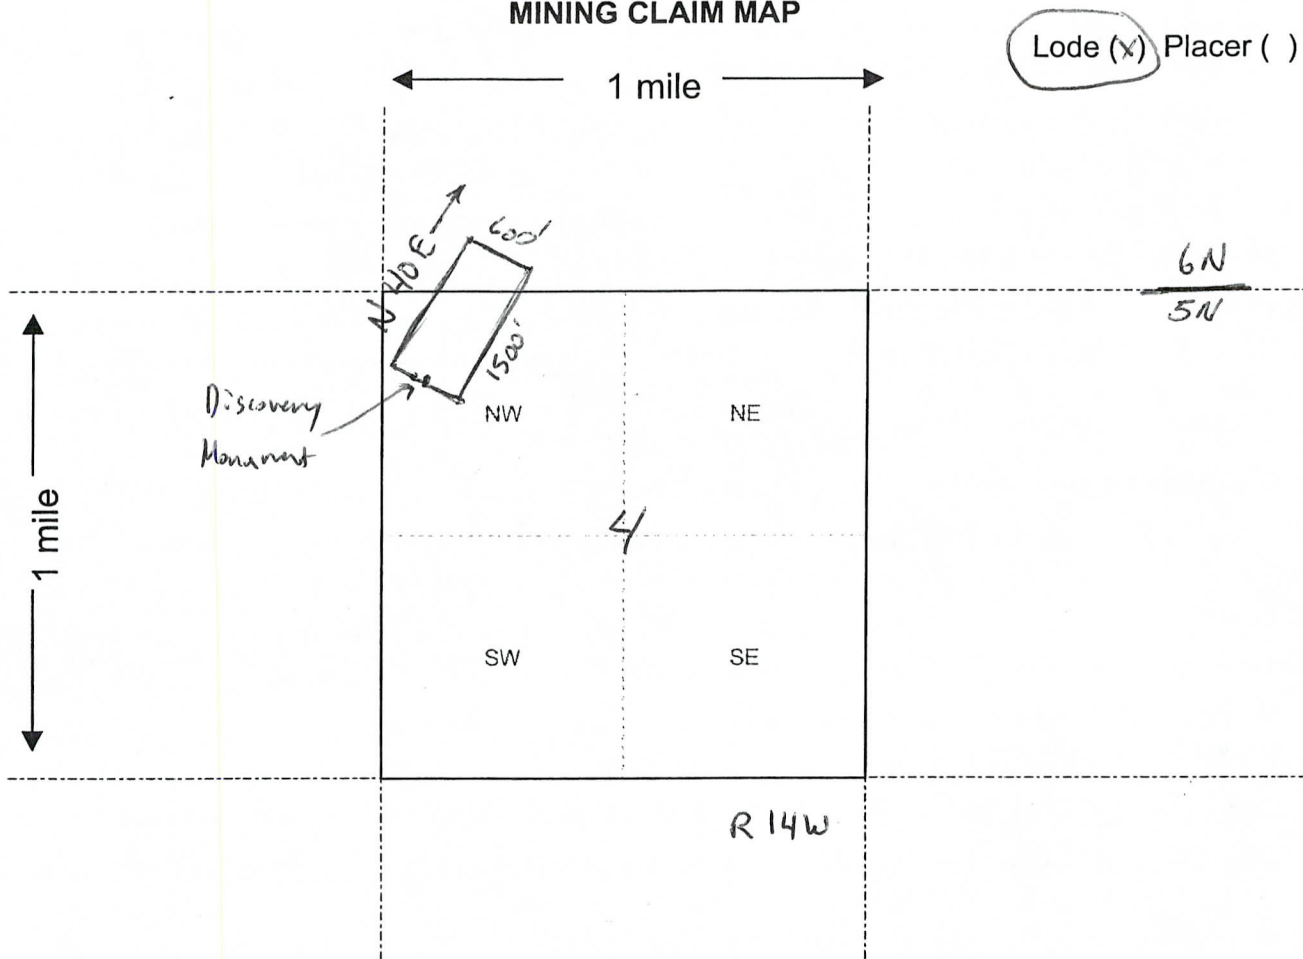 MINING CLAIM MAP
Lode (x) Placer ( )
1 mile
600'
N 40 E
1500'
6N
5N
Discovery
Monument
NW
NE
1 mile
4
SW
SE
R 14W